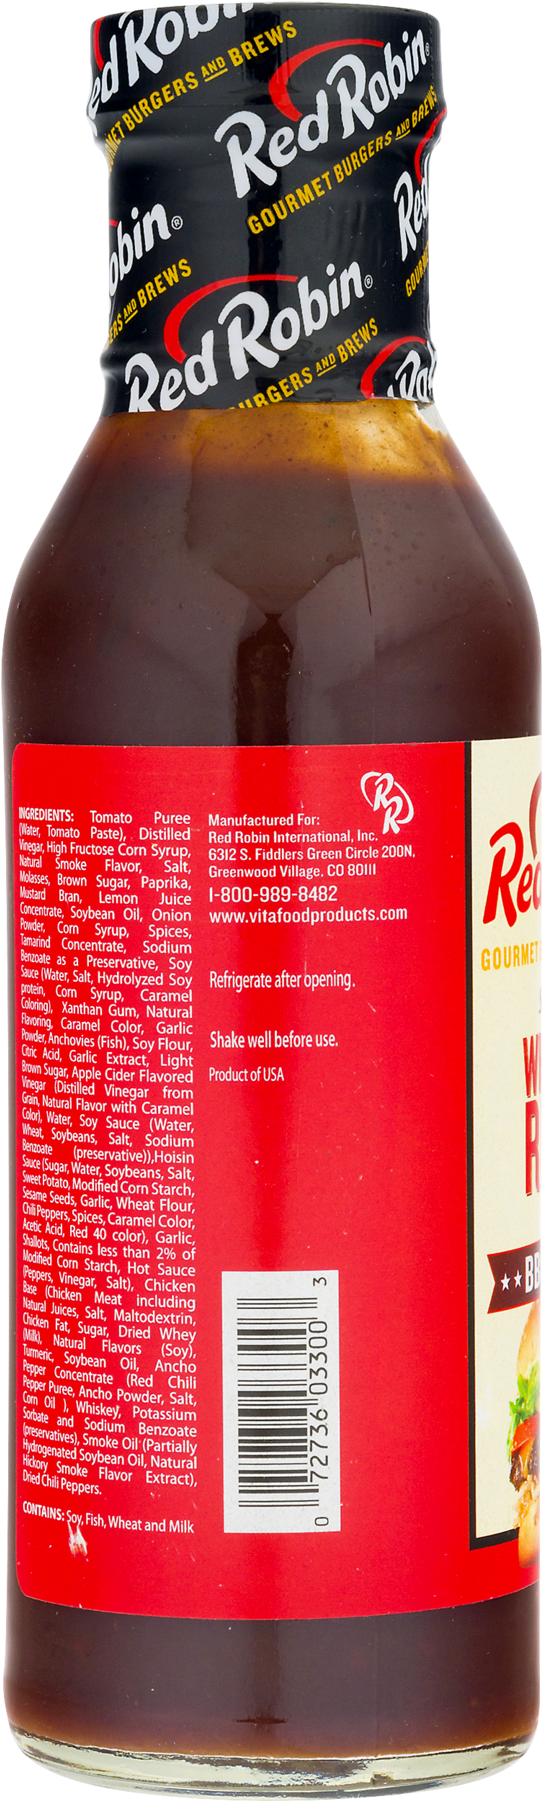 Red Robin
GOURMET BURGERS AND BREWS
Red Robin
GOURMET BURGERS AND BREWS
obin®
ERS AND BREWS
Red Robin®
URGERS AND BREWS
INGREDIENTS: Tomato Puree
(Water, Tomato Paste), Distilled
Vinegar, High Fructose Corn Syrup,
Natural Smoke Flavor, Salt,
Molasses, Brown Sugar, Paprika,
Mustard Bran, Lemon Juice
Concentrate, Soybean Oil, Onion
Powder, Corn Syrup, Spices,
Tamarind Concentrate, Sodium
Benzoate as a Preservative, Soy
Sauce (Water, Salt, Hydrolyzed Soy
protein, Corn Syrup, Caramel
Coloring), Xanthan Gum, Natural
Flavoring, Caramel Color, Garlic
Powder, Anchovies (Fish), Soy Flour,
Citric Acid, Garlic Extract, Light
Brown Sugar, Apple Cider Flavored
Vinegar (Distilled Vinegar from
Grain, Natural Flavor with Caramel
Color), Water, Soy Sauce (Water,
Wheat, Soybeans, Salt, Sodium
Benzoate (preservative)),Hoisin
Sauce (Sugar, Water, Soybeans, Salt,
Sweet Potato, Modified Corn Starch,
Sesame Seeds, Garlic, Wheat Flour,
Chili Peppers, Spices, Caramel Color,
Acetic Acid, Red 40 color), Garlic,
Shallots, Contains less than 2% of
Modified Corn Starch, Hot Sauce
(Peppers, Vinegar, Salt), Chicken
Base (Chicken Meat including
Natural Juices, Salt, Maltodextrin,
Chicken Fat, Sugar, Dried Whey
(Milk), Natural Flavors (Soy),
Turmeric, Soybean Oil, Ancho
Pepper Concentrate (Red Chili
Pepper Puree, Ancho Powder, Salt,
Corn Oil ), Whiskey, Potassium
Sorbate and Sodium Benzoate
(preservatives), Smoke Oil (Partially
Hydrogenated Soybean Oil, Natural
Hickory Smoke Flavor Extract),
Dried Chili Peppers.
CONTAINS: Soy, Fish, Wheat and Milk
RR
Manufactured For:
Red Robin International, Inc.
6312 S. Fiddlers Green Circle 200N,
Greenwood Village, CO 80111
1-800-989-8482
www.vitafoodproducts.com
Refrigerate after opening.
Shake well before use.
Product of USA
0 72736 03300 3
Red
GOURMET
BB